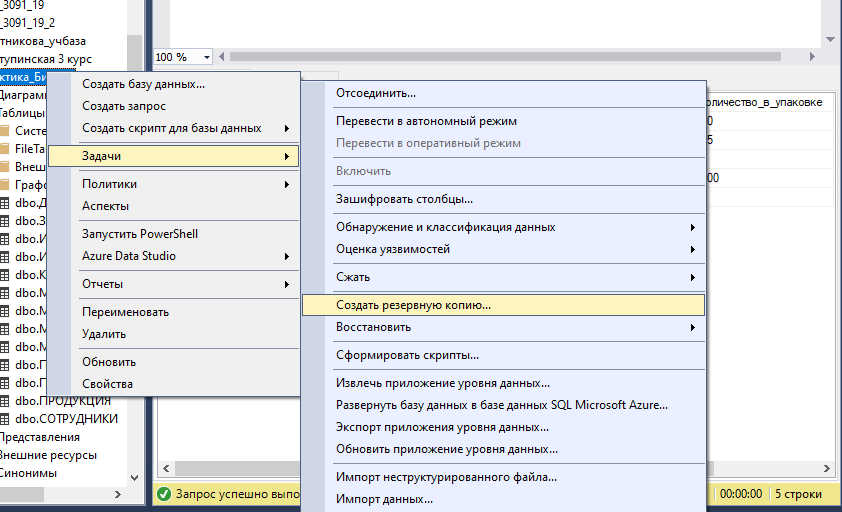 _3091_19
_3091_19_2
тникова_учбаза
тупинская 3 курс
ктика_Би
Диаграм
Таблицы
Сист
FileTa
Внеш
Граф
dbo.Д
dbo.З
dbo.И
dbo.И
dbo.К
dbo.М
dbo.М
dbo.М
dbo.П
dbo.П
dbo.ПРОДУКЦИЯ
dbo.СОТРУДНИКИ
Представления
Внешние ресурсы
Синонимы
100 %
Создать базу данных...
Создать запрос
Создать скрипт для базы данных
Задачи
Политики
Аспекты
Запустить PowerShell
Azure Data Studio
Отчеты
Переименовать
Удалить
Обновить
Свойства
Отсоединить...
Перевести в автономный режим
Перевести в оперативный режим
Включить
Зашифровать столбцы...
Обнаружение и классификация данных
Оценка уязвимостей
Сжать
Создать резервную копию...
Восстановить
Сформировать скрипты...
Извлечь приложение уровня данных...
Развернуть базу данных в базе данных SQL Microsoft Azure...
Экспорт приложения уровня данных...
Обновить приложение уровня данных...
Импорт неструктурированного файла...
Импорт данных...
оличество_в_упаковке
0
5
00
Запрос успешно выпо
00:00:00
5 строки